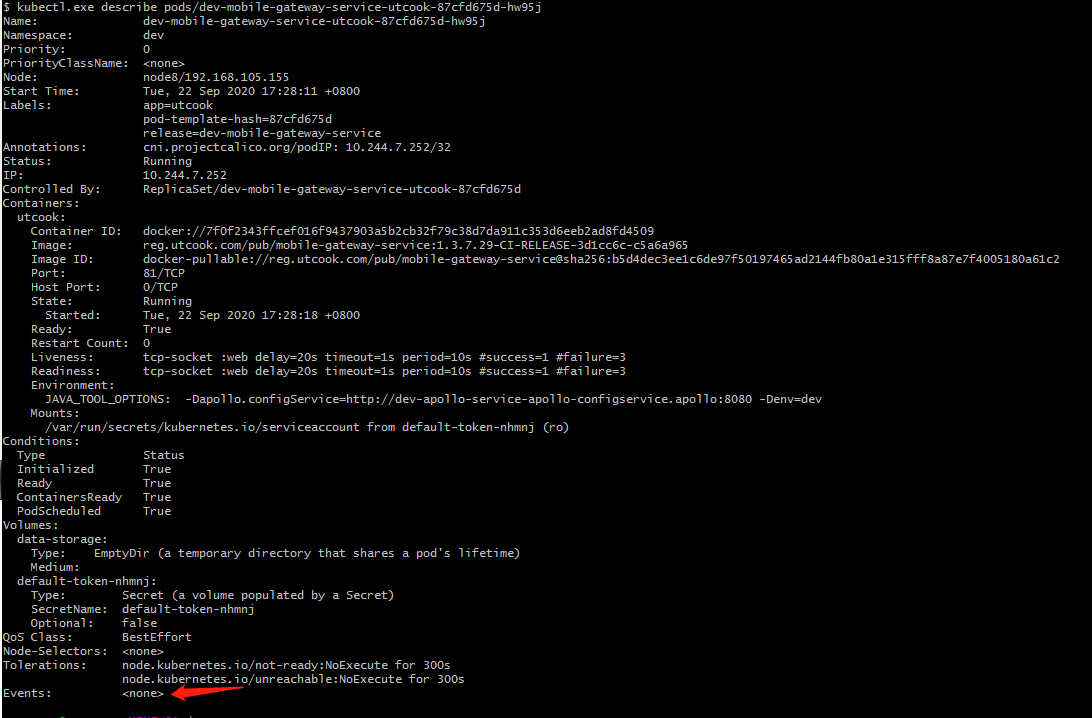 $ kubectl.exe describe pods/dev-mobile-gateway-service-utcook-87cfd675d-hw95j
Name: dev-mobile-gateway-service-utcook-87cfd675d-hw95j
Namespace: dev
Priority: 0
PriorityClassName: <none>
Node: node8/192.168.105.155
Start Time: Tue, 22 Sep 2020 17:28:11 +0800
Labels: app=utcook
pod-template-hash=87cfd675d
release=dev-mobile-gateway-service
Annotations: cni.projectcalico.org/podIP: 10.244.7.252/32
Status: Running
IP: 10.244.7.252
Controlled By: ReplicaSet/dev-mobile-gateway-service-utcook-87cfd675d
Containers:
utcook:
Container ID: docker://7f0f2343ffcef016f9437903a5b2cb32f79c38d7da911c353d6eeb2ad8fd4509
Image: reg.utcook.com/pub/mobile-gateway-service:1.3.7.29-CI-RELEASE-3d1cc6c-c5a6a965
Image ID: docker-pullable://reg.utcook.com/pub/mobile-gateway-service@sha256:b5d4dec3ee1c6de97f50197465ad2144fb80a1e315fff8a87e7f4005180a61c2
Port: 81/TCP
Host Port: 0/TCP
State: Running
Started: Tue, 22 Sep 2020 17:28:18 +0800
Ready: True
Restart Count: 0
Liveness: tcp-socket :web delay=20s timeout=1s period=10s #success=1 #failure=3
Readiness: tcp-socket :web delay=20s timeout=1s period=10s #success=1 #failure=3
Environment:
JAVA_TOOL_OPTIONS: -Dapollo.configService=http://dev-apollo-service-apollo-configservice.apollo:8080 -Denv=dev
Mounts:
/var/run/secrets/kubernetes.io/serviceaccount from default-token-nhmnj (ro)
Conditions:
Type Status
Initialized True
Ready True
ContainersReady True
PodScheduled True
Volumes:
data-storage:
Type: EmptyDir (a temporary directory that shares a pod's lifetime)
Medium:
default-token-nhmnj:
Type: Secret (a volume populated by a Secret)
SecretName: default-token-nhmnj
Optional: false
QoS Class: BestEffort
Node-Selectors: <none>
Tolerations: node.kubernetes.io/not-ready:NoExecute for 300s
node.kubernetes.io/unreachable:NoExecute for 300s
Events: <none>